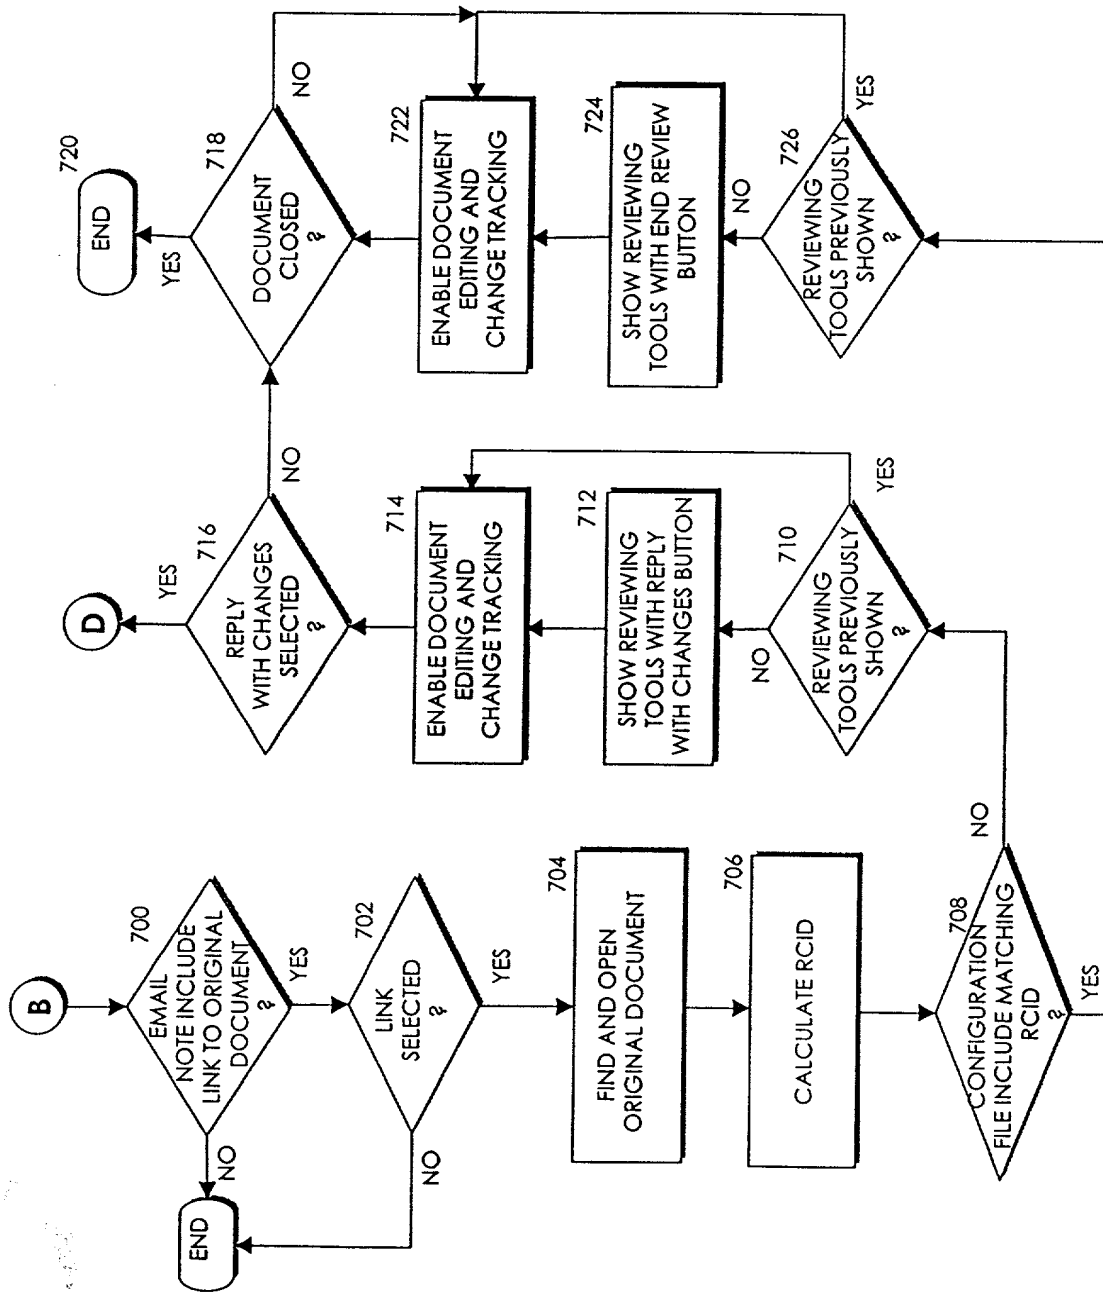 B
700
EMAIL
NOTE INCLUDE
LINK TO ORIGINAL
DOCUMENT
?
NO
YES
END
702
LINK
SELECTED
?
NO
YES
704
FIND AND OPEN
ORIGINAL DOCUMENT
706
CALCULATE RCID
708
CONFIGURATION
FILE INCLUDE MATCHING
RCID
?
NO
YES
D
YES
716
REPLY
WITH CHANGES
SELECTED
?
NO
714
ENABLE DOCUMENT
EDITING AND
CHANGE TRACKING
712
SHOW REVIEWING
TOOLS WITH REPLY
WITH CHANGES BUTTON
NO
710
REVIEWING
TOOLS PREVIOUSLY
SHOWN
?
YES
720
END
YES
718
DOCUMENT
CLOSED
?
NO
722
ENABLE DOCUMENT
EDITING AND
CHANGE TRACKING
724
SHOW REVIEWING
TOOLS WITH END REVIEW
BUTTON
NO
726
REVIEWING
TOOLS PREVIOUSLY
SHOWN
?
YES